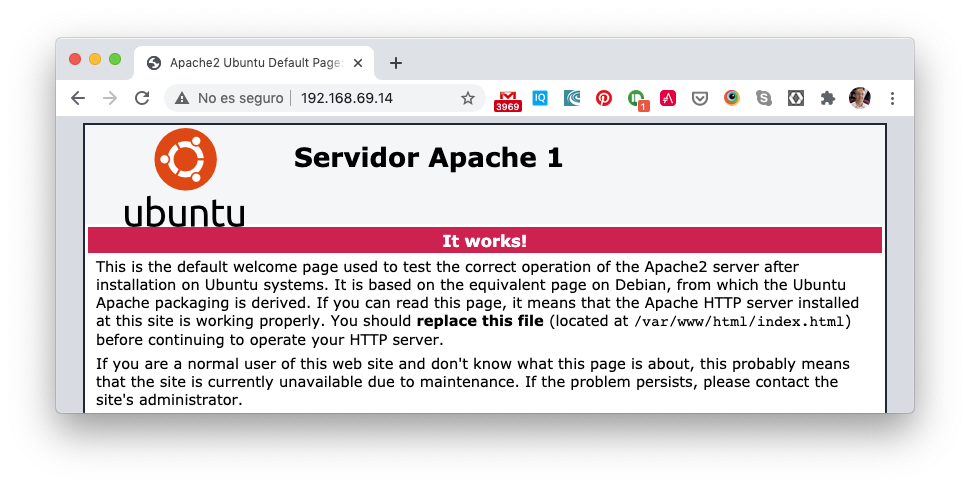 Apache2 Ubuntu Default Page:
No es seguro 192.168.69.14
3969
IQ
1
ubuntu
Servidor Apache 1
It works!
This is the default welcome page used to test the correct operation of the Apache2 server after
installation on Ubuntu systems. It is based on the equivalent page on Debian, from which the Ubuntu
Apache packaging is derived. If you can read this page, it means that the Apache HTTP server installed
at this site is working properly. You should replace this file (located at /var/www/html/index.html)
before continuing to operate your HTTP server.
If you are a normal user of this web site and don't know what this page is about, this probably means
that the site is currently unavailable due to maintenance. If the problem persists, please contact the
site's administrator.